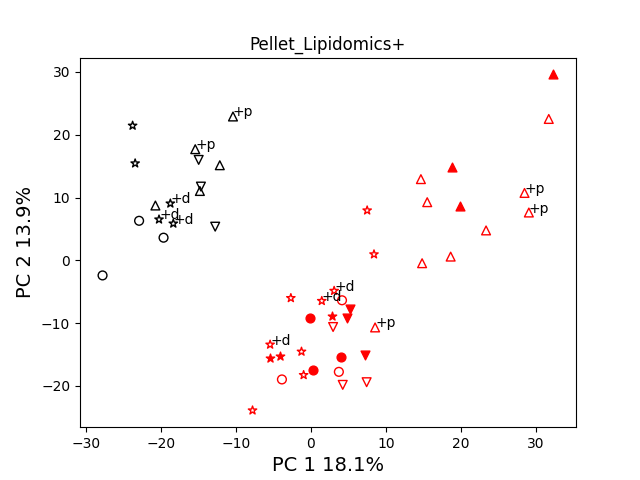 Pellet_Lipidomics+
30
20
10
0
−10
−20
PC 2 13.9%
+p
+p
+d
+d
+d
+p
+p
+d
+d
+p
+d
−30
−20
−10
0
10
20
30
PC 1 18.1%